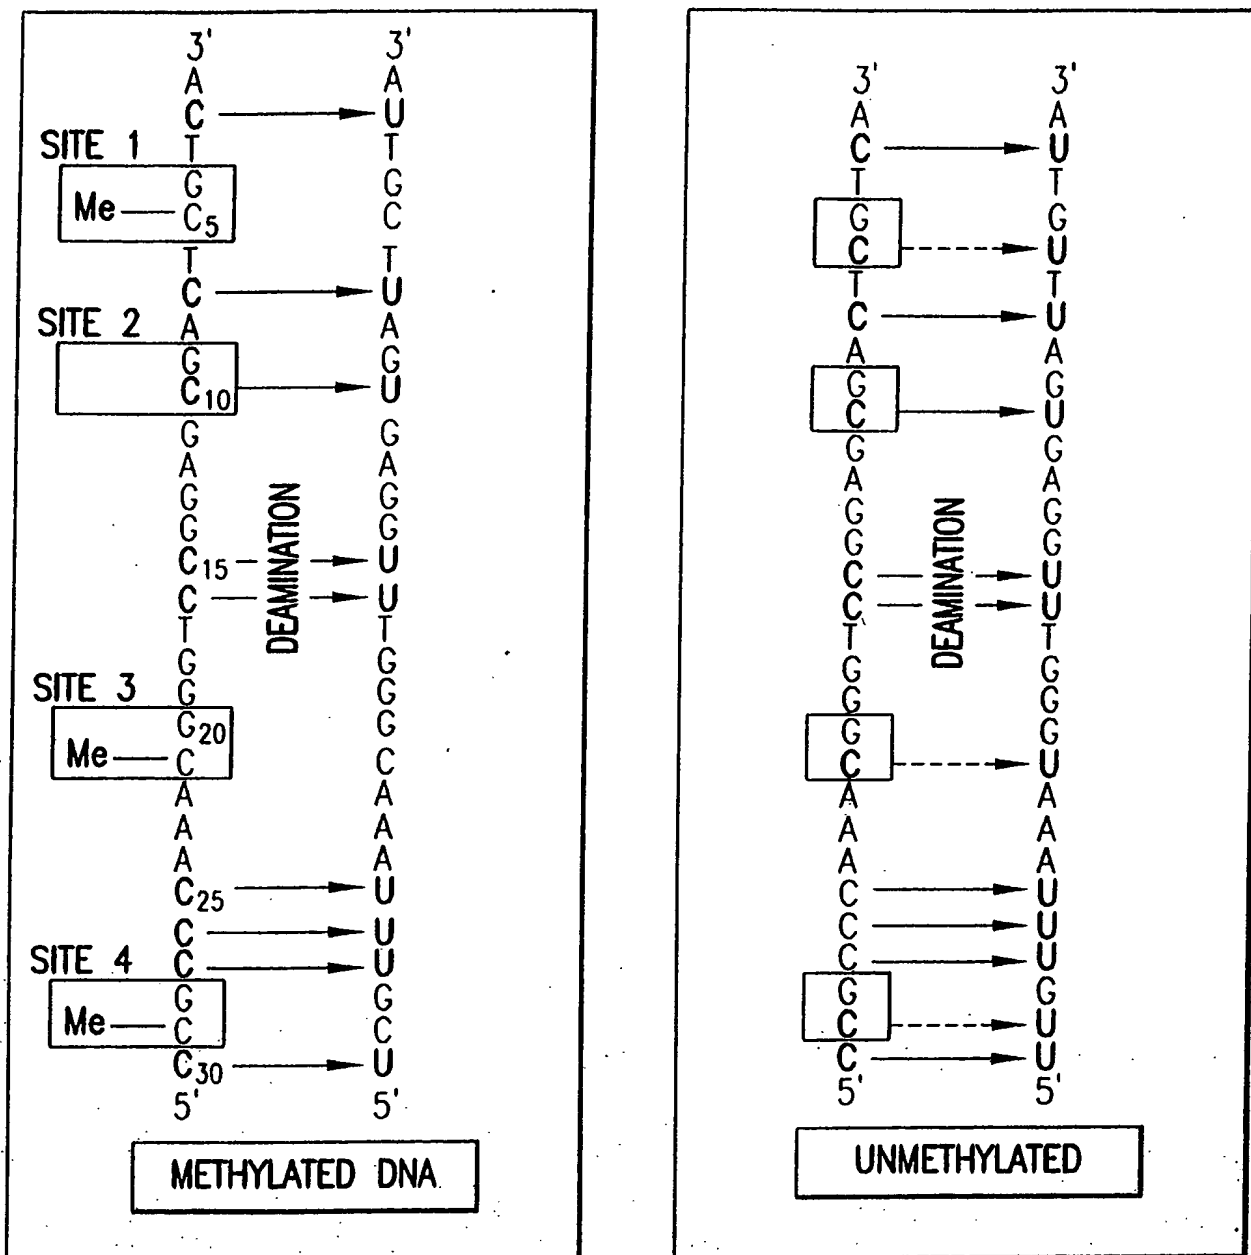 3' 3'
A A
C U
SITE 1 T T
G G
Me C5 C
T T
C U
SITE 2 A A
G G
C10 U
G G
A A
G G
G G
C15 U
C U
DEAMINATION
T T
G G
SITE 3 G G
G20 G
Me C C
A A
A A
A A
C25 U
C U
SITE 4 C U
G G
Me C C
C30 U
5' 5'
METHYLATED DNA
3' 3'
A A
C U
T T
G G
C U
T T
C U
A A
G G
C U
G G
A A
G G
G G
C U
C U
DEAMINATION
T T
G G
G G
G G
C U
A A
A A
A A
C U
C U
C U
G G
C U
C U
5' 5'
UNMETHYLATED